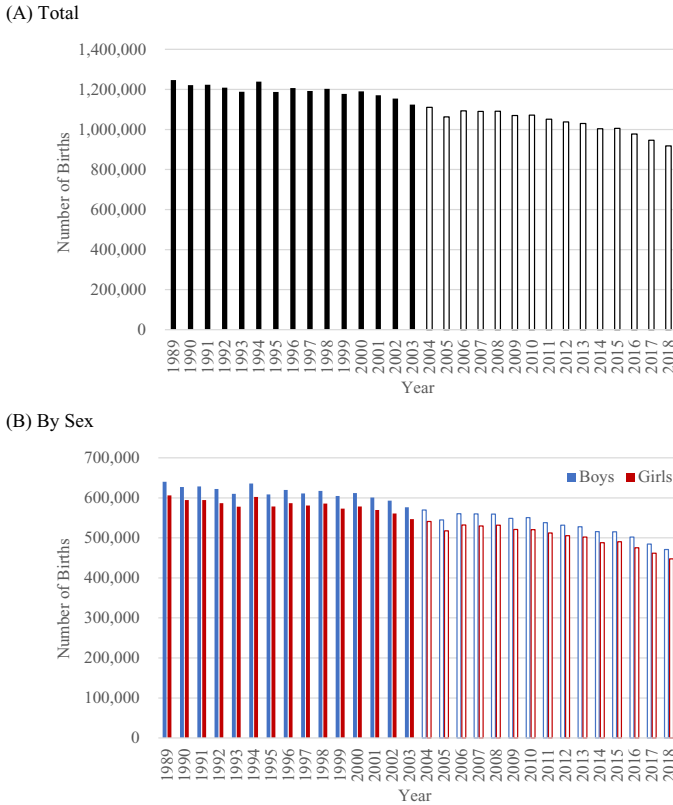 (A) Total
1,400,000
1,200,000
1,000,000
800,000
600,000
400,000
200,000
0
Number of Births
1989 1990 1991 1992 1993 1994 1995 1996 1997 1998 1999 2000 2001 2002 2003 2004 2005 2006 2007 2008 2009 2010 2011 2012 2013 2014 2015 2016 2017 2018
Year
(B) By Sex
700,000
600,000
500,000
400,000
300,000
200,000
100,000
0
Number of Births
Boys Girls
1989 1990 1991 1992 1993 1994 1995 1996 1997 1998 1999 2000 2001 2002 2003 2004 2005 2006 2007 2008 2009 2010 2011 2012 2013 2014 2015 2016 2017 2018
Year